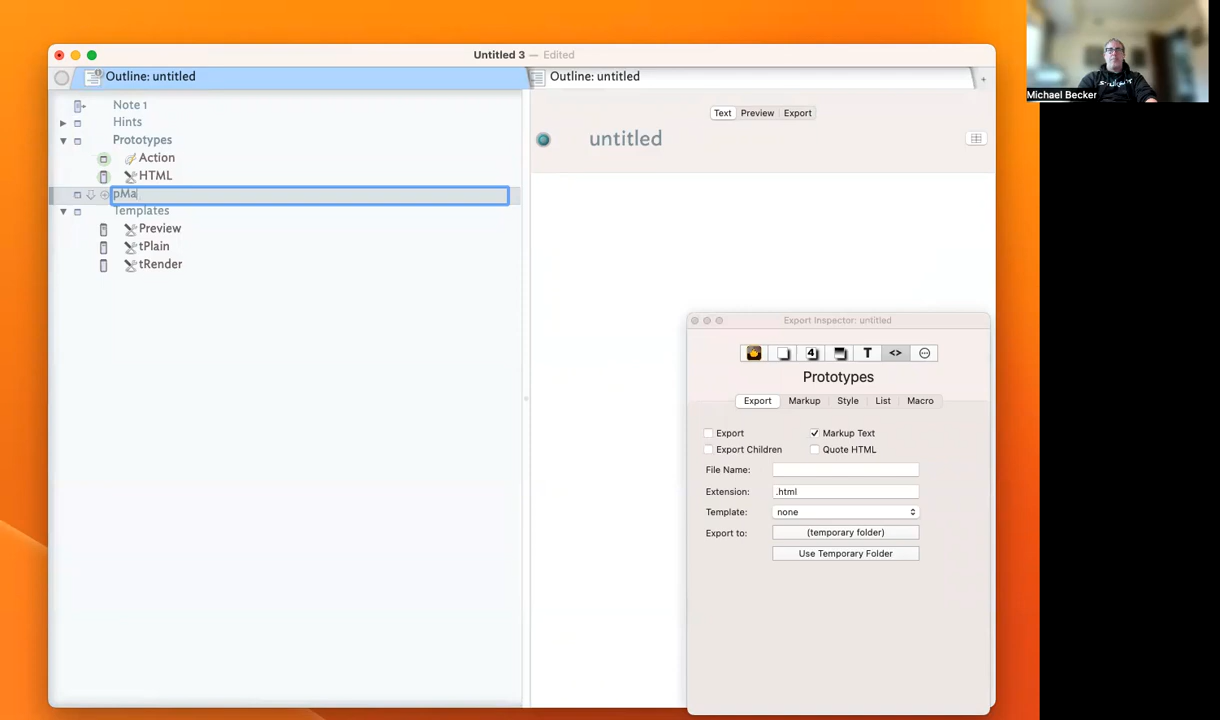 Untitled 3 — Edited
Outline: untitled
Outline: untitled
Note 1
Hints
Prototypes
Action
HTML
pMa
Templates
Preview
tPlain
tRender
Text Preview Export
untitled
Export Inspector: untitled
4 T <>
Prototypes
Export Markup Style List Macro
Export Markup Text
Export Children Quote HTML
File Name:
Extension: .html
Template: none
Export to: (temporary folder)
Use Temporary Folder
Michael Becker